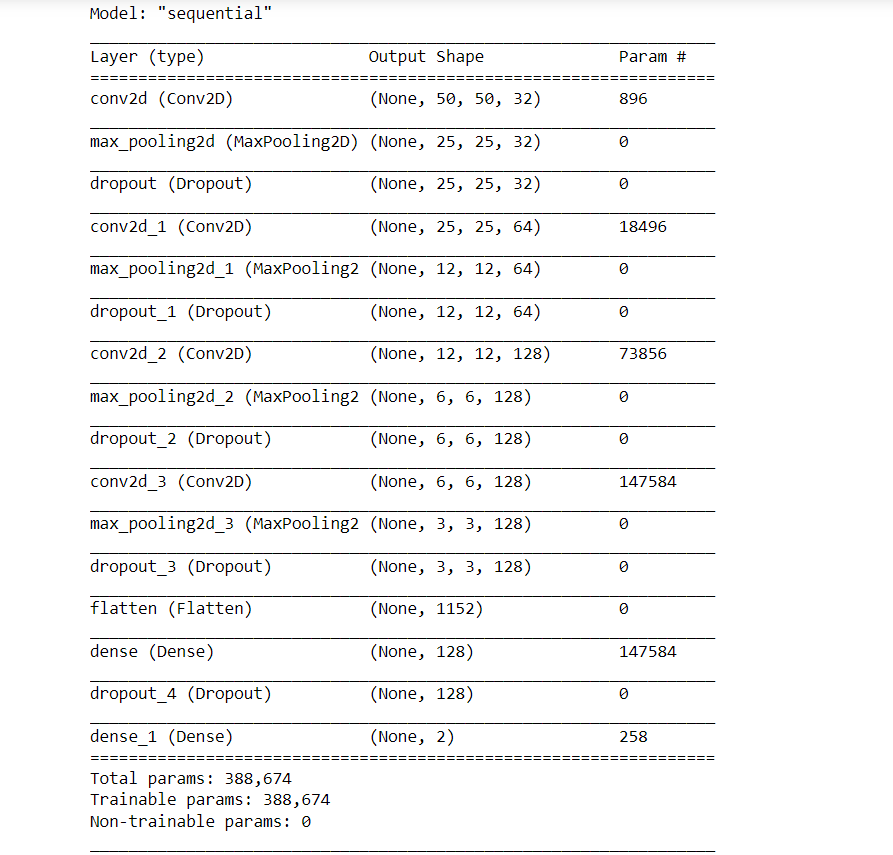 Model: "sequential"
_________________________________________________________________
Layer (type)                 Output Shape              Param #
=================================================================
conv2d (Conv2D)              (None, 50, 50, 32)        896
_________________________________________________________________
max_pooling2d (MaxPooling2D) (None, 25, 25, 32)        0
_________________________________________________________________
dropout (Dropout)            (None, 25, 25, 32)        0
_________________________________________________________________
conv2d_1 (Conv2D)            (None, 25, 25, 64)        18496
_________________________________________________________________
max_pooling2d_1 (MaxPooling2 (None, 12, 12, 64)        0
_________________________________________________________________
dropout_1 (Dropout)          (None, 12, 12, 64)        0
_________________________________________________________________
conv2d_2 (Conv2D)            (None, 12, 12, 128)       73856
_________________________________________________________________
max_pooling2d_2 (MaxPooling2 (None, 6, 6, 128)         0
_________________________________________________________________
dropout_2 (Dropout)          (None, 6, 6, 128)         0
_________________________________________________________________
conv2d_3 (Conv2D)            (None, 6, 6, 128)         147584
_________________________________________________________________
max_pooling2d_3 (MaxPooling2 (None, 3, 3, 128)         0
_________________________________________________________________
dropout_3 (Dropout)          (None, 3, 3, 128)         0
_________________________________________________________________
flatten (Flatten)            (None, 1152)              0
_________________________________________________________________
dense (Dense)                (None, 128)               147584
_________________________________________________________________
dropout_4 (Dropout)          (None, 128)               0
_________________________________________________________________
dense_1 (Dense)              (None, 2)                 258
=================================================================
Total params: 388,674
Trainable params: 388,674
Non-trainable params: 0
_________________________________________________________________